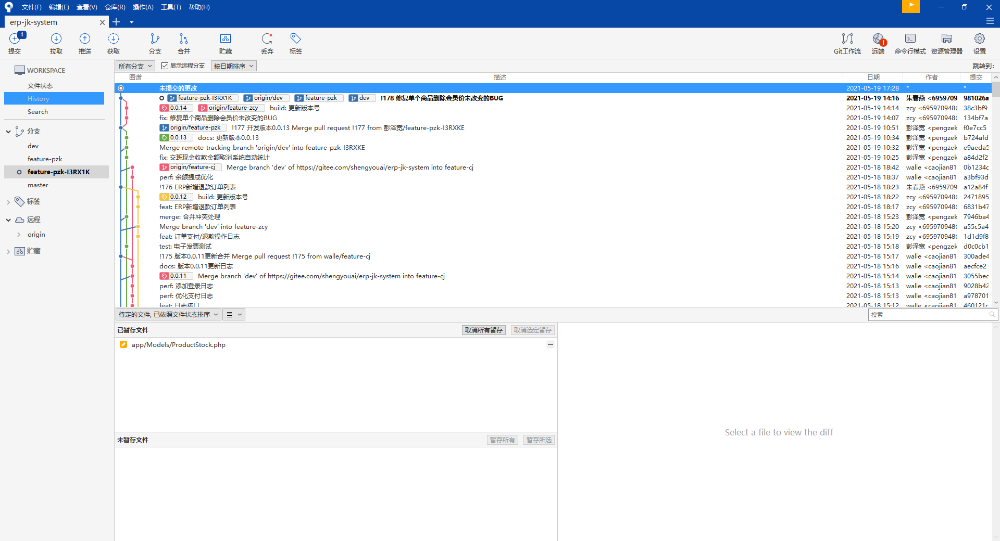 文件(F) 编辑(E) 查看(V) 仓库(R) 操作(A) 工具(T) 帮助(H)
erp-jk-system
1
提交 拉取 推送 获取 分支 合并 贮藏 丢弃 标签 Git工作流 远端 命令行模式 资源管理器 设置
WORKSPACE
文件状态
History
Search
分支
dev
feature-pzk
feature-pzk-I3RX1K
master
标签
远程
origin
贮藏
所有分支 显示远程分支 按日期排序 跳转到:
图谱 描述 日期 作者 提交
未提交的更改 2021-05-19 17:28 * *
feature-pzk-I3RX1K origin/dev feature-pzk dev !178 修复单个商品删除会员价未改变的BUG 2021-05-19 14:16 朱春燕 <6959709 981026a
0.0.14 origin/feature-zcy build: 更新版本号 2021-05-19 14:14 zcy <695970948( 38c3bf9
fix: 修复单个商品删除会员价未改变的BUG 2021-05-19 14:07 zcy <695970948( 134bf7a
origin/feature-pzk !177 开发版本0.0.13 Merge pull request !177 from 彭泽宽/feature-pzk-I3RXKE 2021-05-19 10:51 彭泽宽 <pengzek f0e7cc5
0.0.13 docs: 更新版本0.0.13 2021-05-19 10:34 彭泽宽 <pengzek b724afd
Merge remote-tracking branch 'origin/dev' into feature-pzk-I3RXKE 2021-05-19 10:32 彭泽宽 <pengzek e9aeda5
fix: 交班现金收款金额取消系统自动统计 2021-05-19 10:25 彭泽宽 <pengzek a84d2f2
origin/feature-cj Merge branch 'dev' of https://gitee.com/shengyouai/erp-jk-system into feature-cj 2021-05-18 18:42 walle <caojian81 0b1234c
perf: 余额提成优化 2021-05-18 18:37 walle <caojian81 a3bf93d
!176 ERP新增退款订单列表 2021-05-18 18:23 朱春燕 <6959709 a12a84f
0.0.12 build: 更新版本号 2021-05-18 18:22 zcy <695970948( 2471895
feat: ERP新增退款订单列表 2021-05-18 18:17 zcy <695970948( 6831b47
merge: 合并冲突处理 2021-05-18 15:23 彭泽宽 <pengzek 7946ba4
Merge branch 'dev' into feature-zcy 2021-05-18 15:20 zcy <695970948( a55c5a4
feat: 订单支付/退款操作日志 2021-05-18 15:19 zcy <695970948( 1d1d9f8
test: 电子发票测试 2021-05-18 15:18 彭泽宽 <pengzek d0c0cb1
!175 版本0.0.11更新合并 Merge pull request !175 from walle/feature-cj 2021-05-18 15:17 walle <caojian81 300ade4
docs: 版本0.0.11更新日志 2021-05-18 15:16 walle <caojian81 aecfce2
0.0.11 Merge branch 'dev' of https://gitee.com/shengyouai/erp-jk-system into feature-cj 2021-05-18 15:14 walle <caojian81 3055bec
perf: 添加登录日志 2021-05-18 15:13 walle <caojian81 9028b42
perf: 优化支付日志 2021-05-18 15:13 walle <caojian81 a978701
feat: 日志接口 2021-05-18 15:12 walle <caojian81 460121c
待定的文件, 已依照文件状态排序 搜索
已暂存文件 取消所有暂存 取消选定暂存
app/Models/ProductStock.php
未暂存文件 暂存所有 暂存所选
Select a file to view the diff